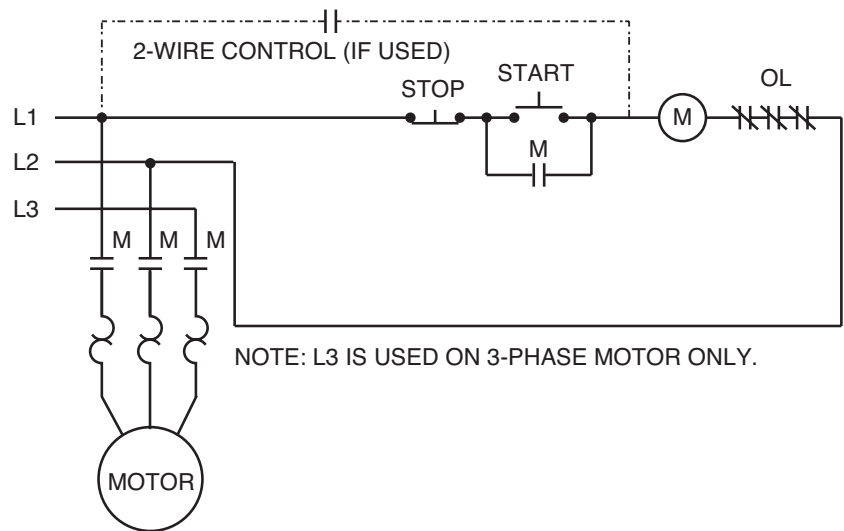 2-WIRE CONTROL (IF USED)
STOP
START
OL
L1
M
M
L2
L3
M
M
M
NOTE: L3 IS USED ON 3-PHASE MOTOR ONLY.
MOTOR